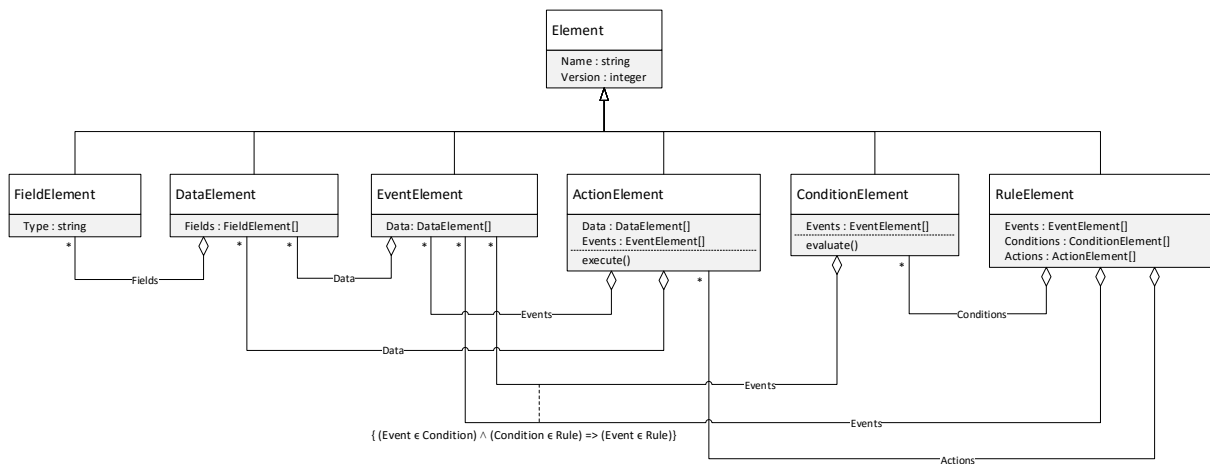 Element
Name : string
Version : integer
FieldElement
Type : string
DataElement
Fields : FieldElement[]
EventElement
Data: DataElement[]
ActionElement
Data : DataElement[]
Events : EventElement[]
execute()
ConditionElement
Events : EventElement[]
evaluate()
RuleElement
Events : EventElement[]
Conditions : ConditionElement[]
Actions : ActionElement[]
*
*
*
*
*
*
*
*
Fields
Data
Events
Conditions
Data
Events
Events
{ (Event ϵ Condition) ∧ (Condition ϵ Rule) => (Event ϵ Rule)}
Actions